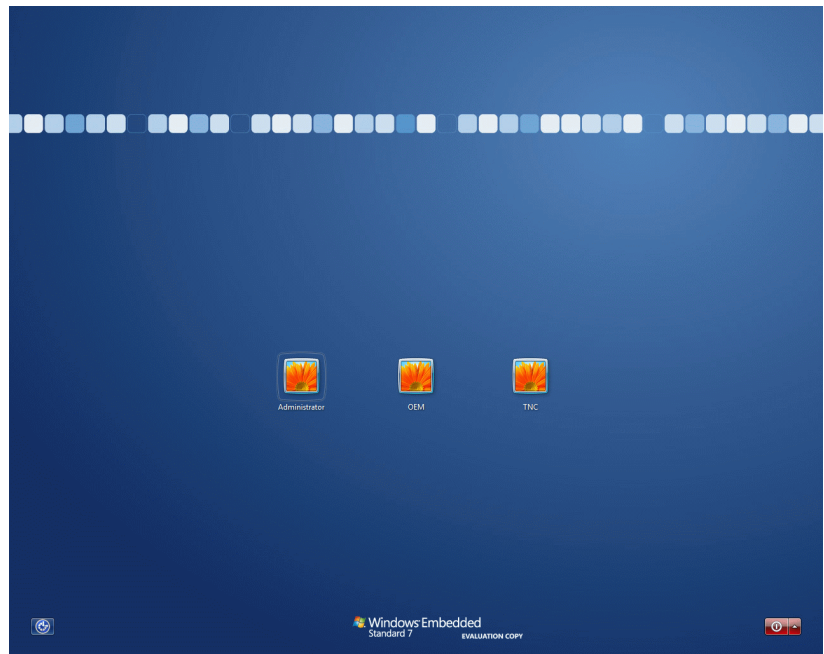 Administrator
OEM
TNC
Windows Embedded
Standard 7
EVALUATION COPY